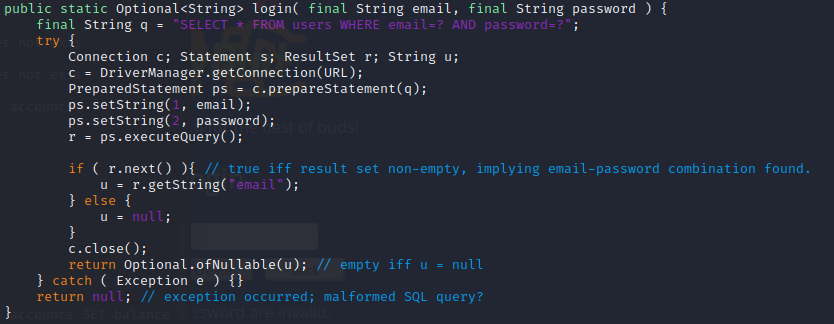 public static Optional<String> login( final String email, final String password ) {
    final String q = "SELECT * FROM users WHERE email=? AND password=?";
    try {
        Connection c; Statement s; ResultSet r; String u;
        c = DriverManager.getConnection(URL);
        PreparedStatement ps = c.prepareStatement(q);
        ps.setString(1, email);
        ps.setString(2, password);
        r = ps.executeQuery();

        if ( r.next() ){ // true iff result set non-empty, implying email-password combination found.
            u = r.getString("email");
        } else {
            u = null;
        }
        c.close();
        return Optional.ofNullable(u); // empty iff u = null
    } catch ( Exception e ) {}
    return null; // exception occurred; malformed SQL query?
}